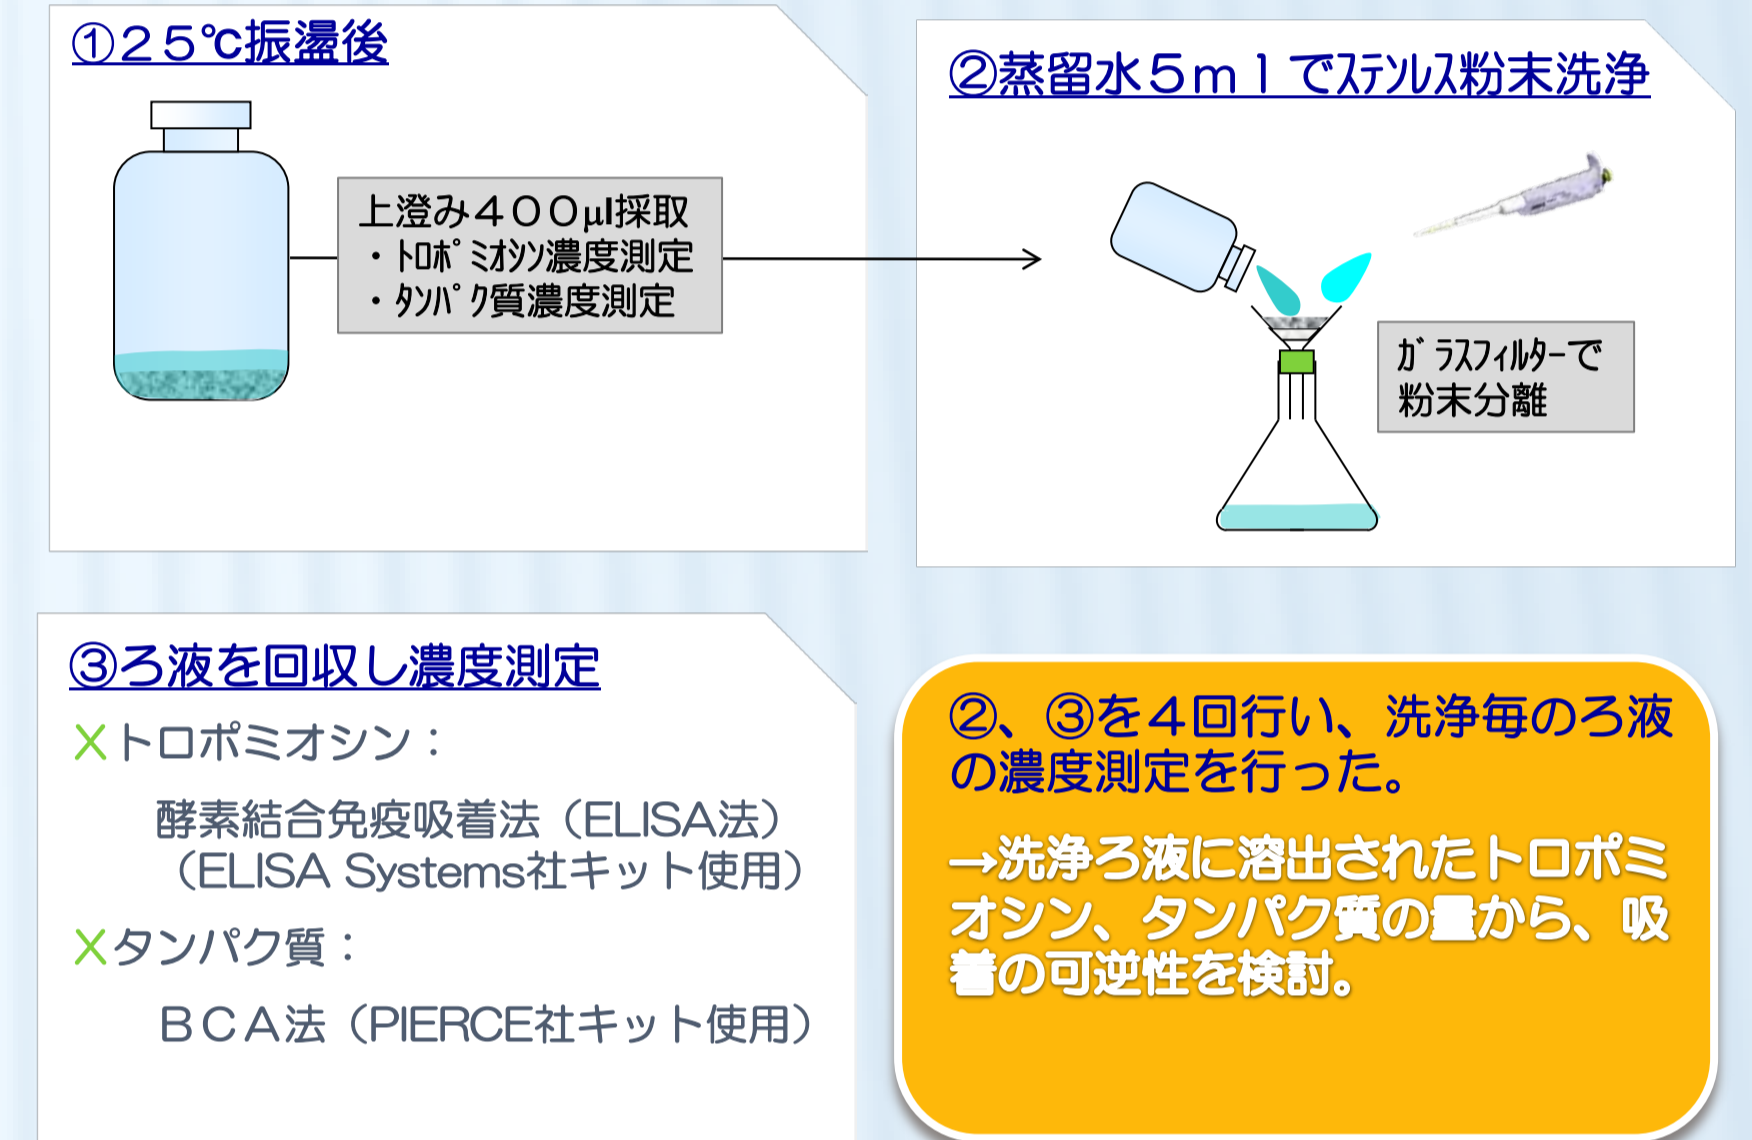 ①２５℃振盪後
上澄み４００μl採取
・ﾄﾛﾎﾟﾐｵｼﾝ濃度測定
・ﾀﾝﾊﾟｸ質濃度測定
②蒸留水５ｍｌでｽﾃﾝﾚｽ粉末洗浄
ｶﾞﾗｽﾌｨﾙﾀｰで
粉末分離
③ろ液を回収し濃度測定
トロポミオシン：
酵素結合免疫吸着法（ELISA法）
（ELISA Systems社キット使用）
タンパク質：
ＢＣＡ法（PIERCE社キット使用）
②、③を４回行い、洗浄毎のろ液
の濃度測定を行った。
→洗浄ろ液に溶出されたトロポミ
オシン、タンパク質の量から、吸
着の可逆性を検討。